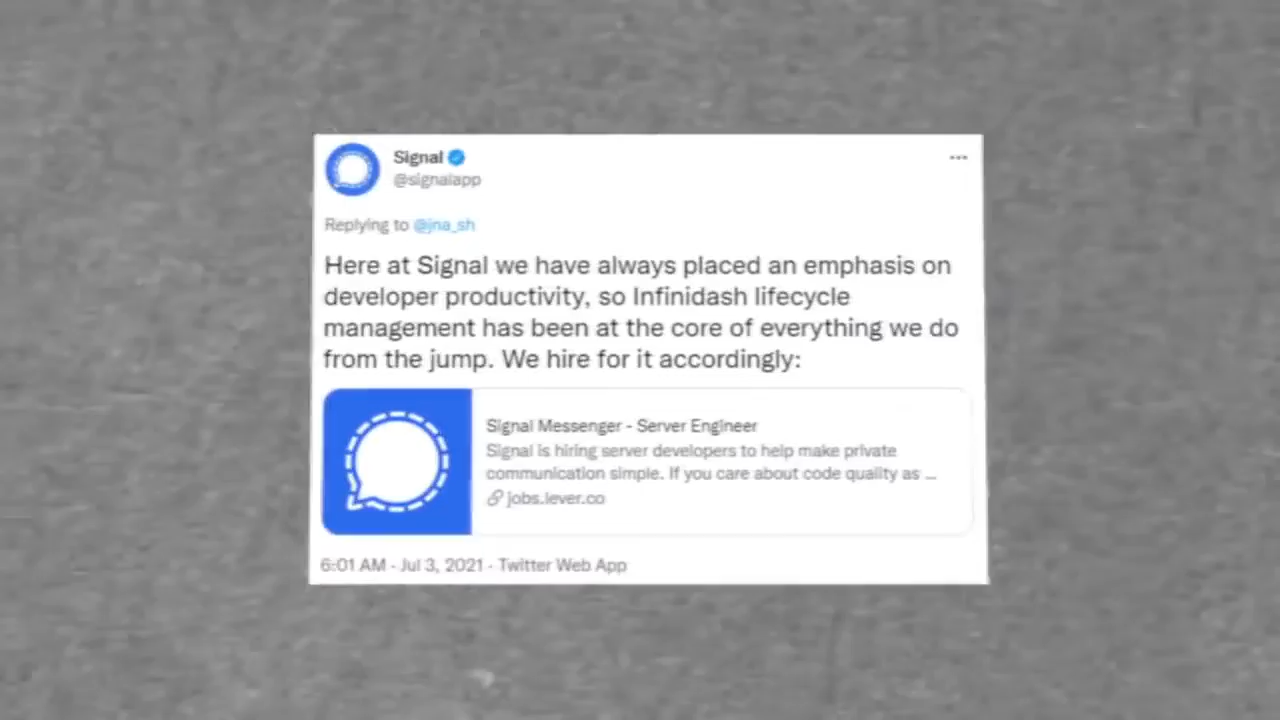 Signal
@signalapp
Replying to @jna_sh
Here at Signal we have always placed an emphasis on
developer productivity, so Infinidash lifecycle
management has been at the core of everything we do
from the jump. We hire for it accordingly:
Signal Messenger - Server Engineer
Signal is hiring server developers to help make private
communication simple. If you care about code quality as ...
jobs.lever.co
6:01 AM · Jul 3, 2021 · Twitter Web App